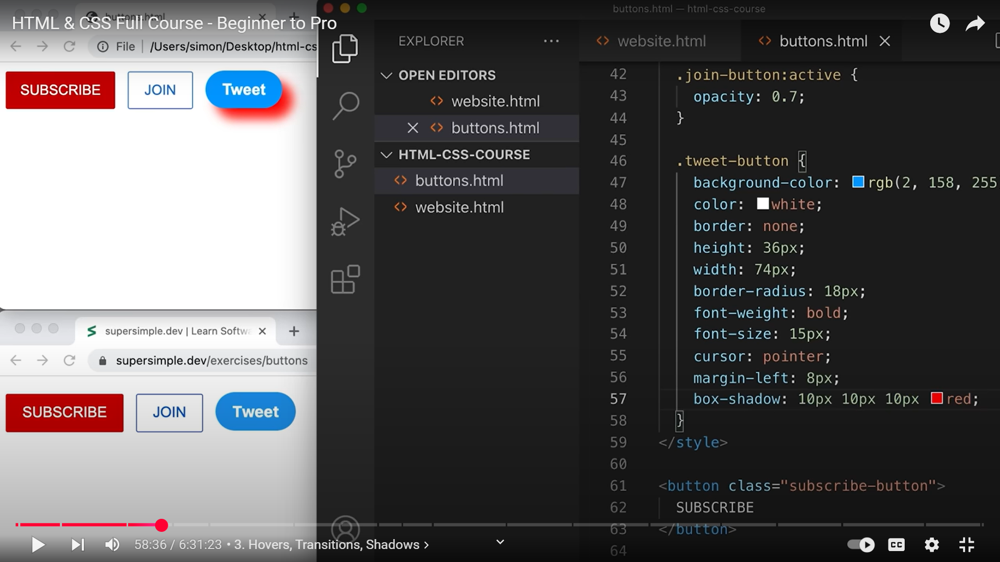 buttons.html
HTML & CSS Full Course - Beginner to Pro
File | /Users/simon/Desktop/html-cs
SUBSCRIBE
JOIN
Tweet
supersimple.dev | Learn Softwa
supersimple.dev/exercises/buttons
SUBSCRIBE
JOIN
Tweet
buttons.html — html-css-course
EXPLORER
OPEN EDITORS
website.html
buttons.html
HTML-CSS-COURSE
buttons.html
website.html
website.html
buttons.html
42 .join-button:active {
43 opacity: 0.7;
44 }
45
46 .tweet-button {
47 background-color: rgb(2, 158, 255
48 color: white;
49 border: none;
50 height: 36px;
51 width: 74px;
52 border-radius: 18px;
53 font-weight: bold;
54 font-size: 15px;
55 cursor: pointer;
56 margin-left: 8px;
57 box-shadow: 10px 10px 10px red;
58 }
59 </style>
60
61 <button class="subscribe-button">
62 SUBSCRIBE
63 </button>
64
58:36 / 6:31:23 • 3. Hovers, Transitions, Shadows
CC